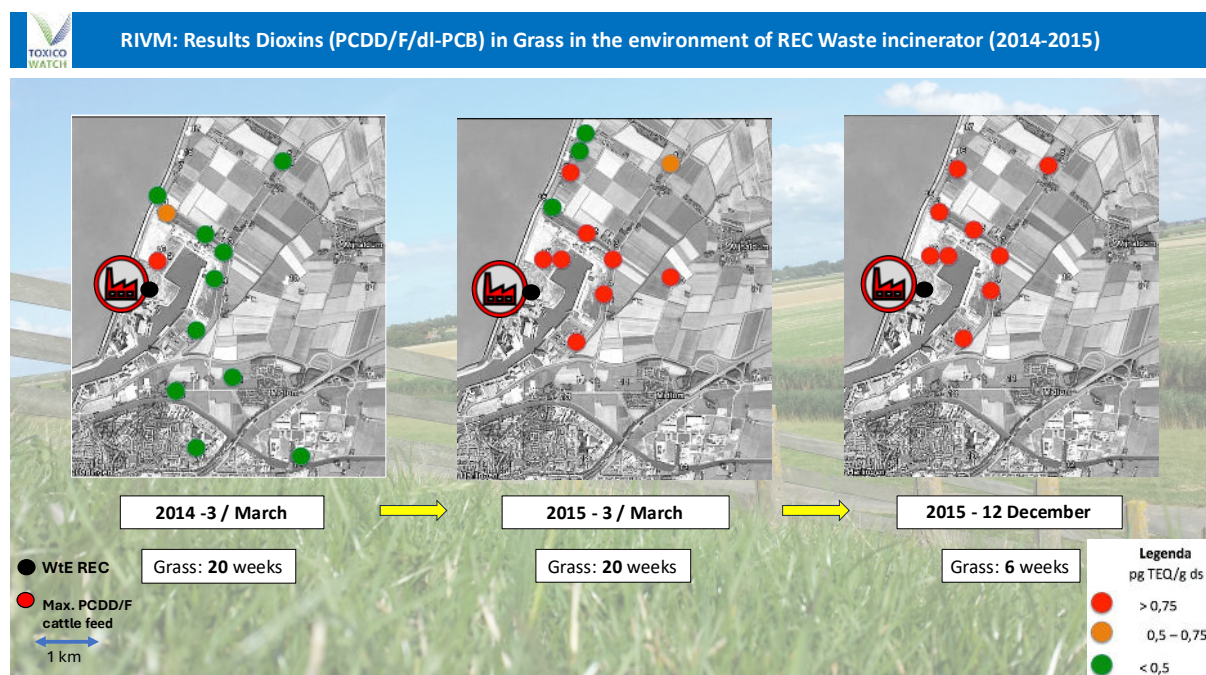 TOXICO
WATCH
RIVM: Results Dioxins (PCDD/F/dl-PCB) in Grass in the environment of REC Waste incinerator (2014-2015)
2014 -3 / March
2015 - 3 / March
2015 - 12 December
Grass: 20 weeks
Grass: 20 weeks
Grass: 6 weeks
WtE REC
Max. PCDD/F
cattle feed
1 km
Legenda
pg TEQ/g ds
> 0,75
0,5 – 0,75
< 0,5